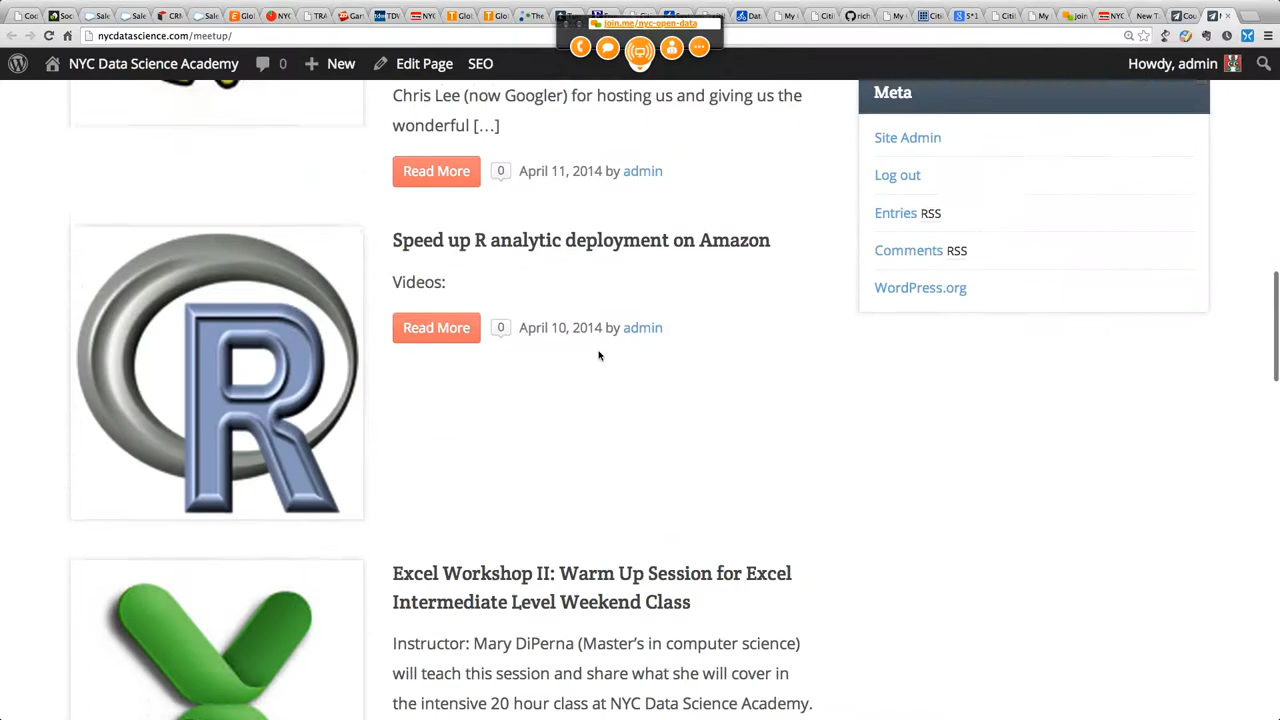 join.me/nyc-open-data
nycdatascience.com/meetup/
NYC Data Science Academy 0 New Edit Page SEO Howdy, admin
Chris Lee (now Googler) for hosting us and giving us the
wonderful […]
Read More 0 April 11, 2014 by admin
Speed up R analytic deployment on Amazon
Videos:
Read More 0 April 10, 2014 by admin
R
Excel Workshop II: Warm Up Session for Excel
Intermediate Level Weekend Class
Instructor: Mary DiPerna (Master's in computer science)
will teach this session and share what she will cover in
the intensive 20 hour class at NYC Data Science Academy.
Meta
Site Admin
Log out
Entries RSS
Comments RSS
WordPress.org